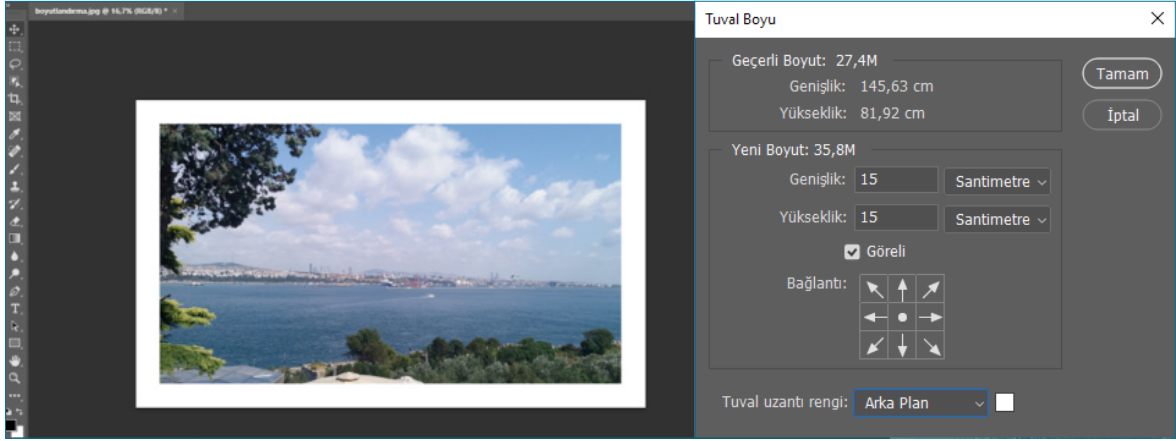 boyutlandırma.jpg @ 16,7% (RGB/8) * ×
Tuval Boyu
Geçerli Boyut: 27,4M
Genişlik: 145,63 cm
Yükseklik: 81,92 cm
Tamam
İptal
Yeni Boyut: 35,8M
Genişlik: 15 Santimetre
Yükseklik: 15 Santimetre
Göreli
Bağlantı:
Tuval uzantı rengi: Arka Plan